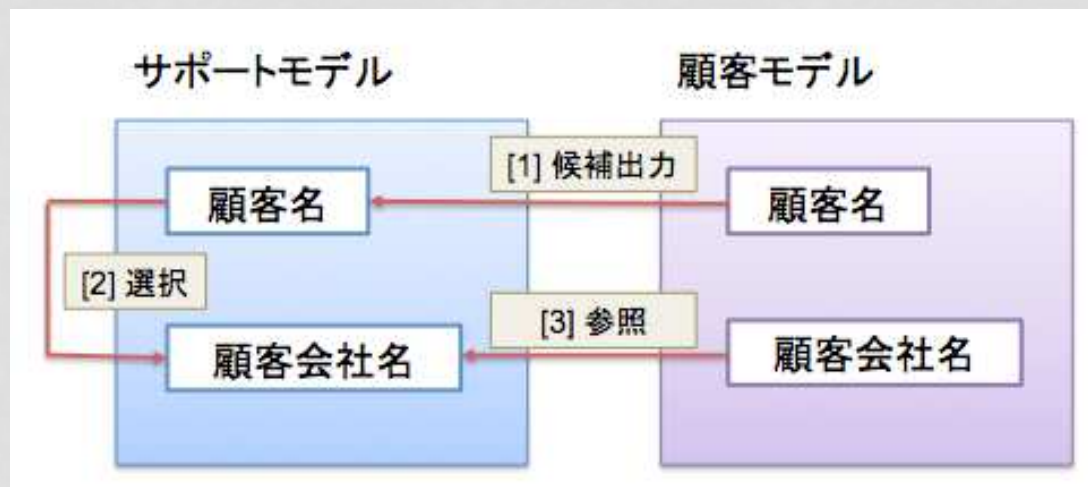 サポートモデル
顧客モデル
[1] 候補出力
顧客名
顧客名
[2] 選択
[3] 参照
顧客会社名
顧客会社名